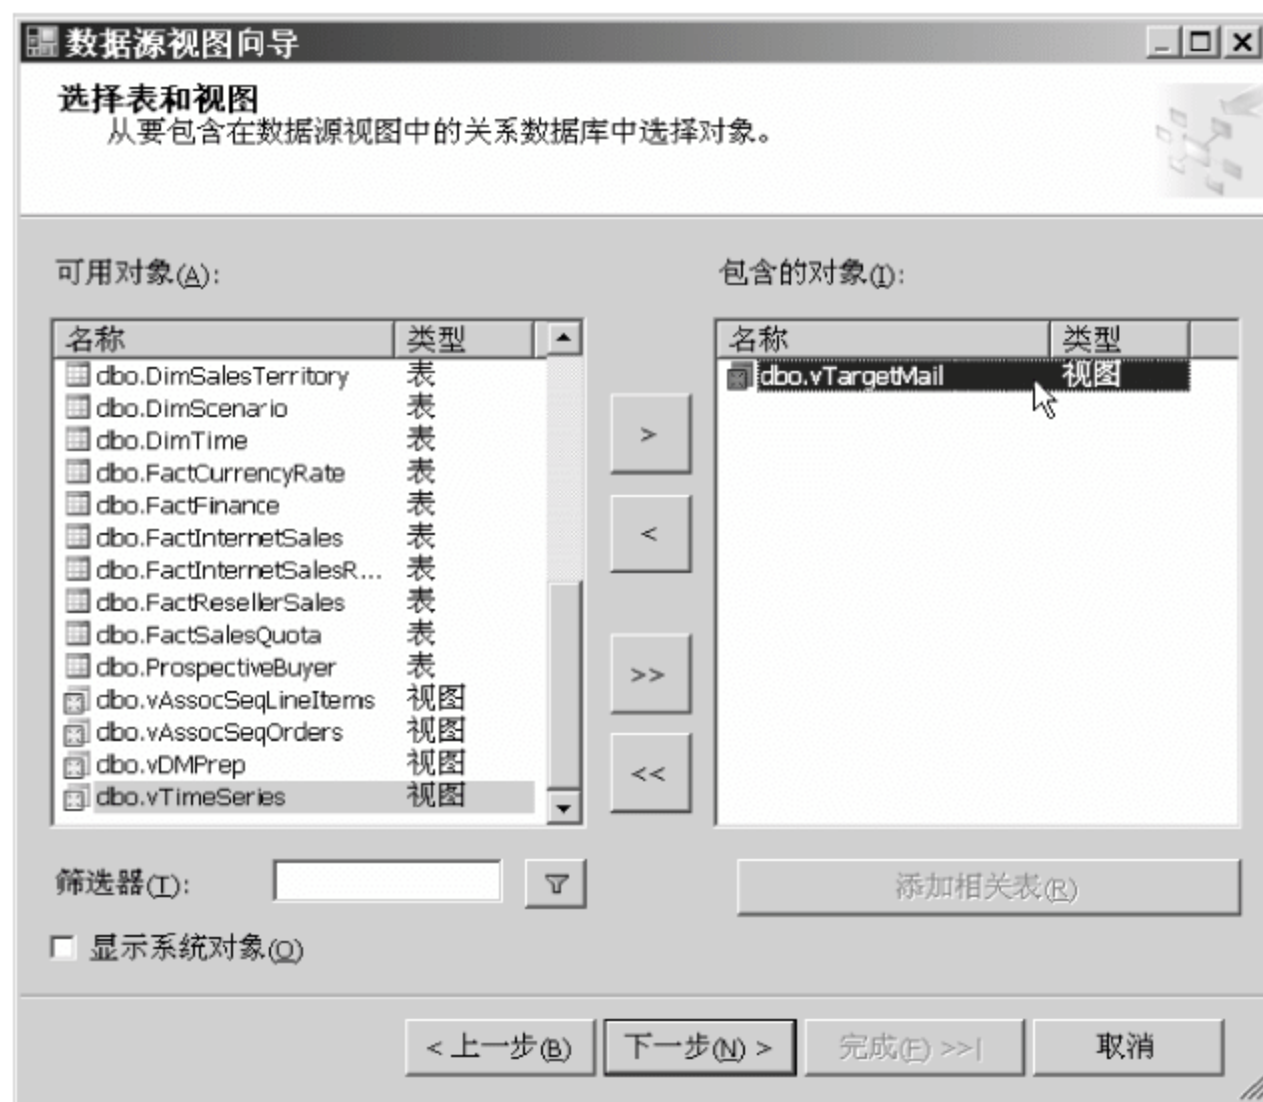 数据源视图向导
选择表和视图
从要包含在数据源视图中的关系数据库中选择对象。
可用对象(A):
包含的对象(I):
名称 类型
dbo.DimSalesTerritory 表
dbo.DimScenario 表
dbo.DimTime 表
dbo.FactCurrencyRate 表
dbo.FactFinance 表
dbo.FactInternetSales 表
dbo.FactInternetSalesR... 表
dbo.FactResellerSales 表
dbo.FactSalesQuota 表
dbo.ProspectiveBuyer 表
dbo.vAssocSeqLineItems 视图
dbo.vAssocSeqOrders 视图
dbo.vDMPrep 视图
dbo.vTimeSeries 视图
>
<
>>
<<
名称 类型
dbo.vTargetMail 视图
筛选器(T):
添加相关表(R)
显示系统对象(O)
< 上一步(B)
下一步(N) >
完成(F) >>|
取消